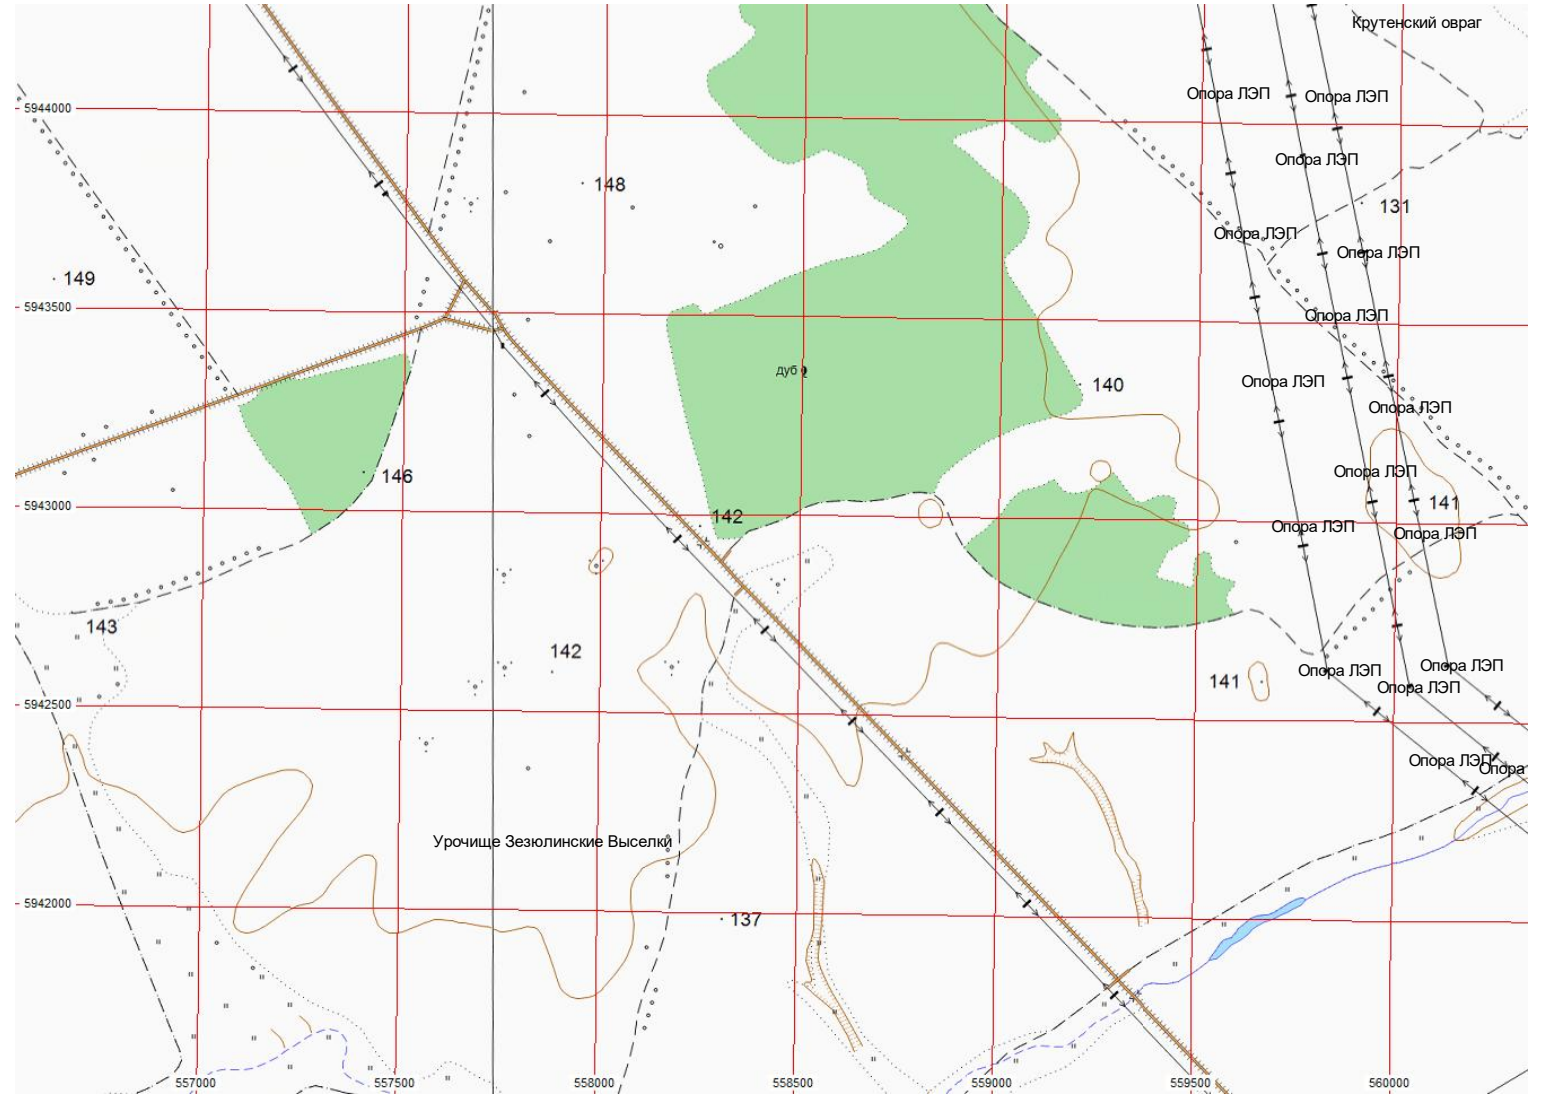 Крутенский овраг
Опора ЛЭП
Опора ЛЭП
5944000
Опора ЛЭП
148
131
Опора ЛЭП
Опора ЛЭП
149
5943500
Опора ЛЭП
дуб
Опора ЛЭП
140
Опора ЛЭП
146
Опора ЛЭП
141
5943000
142
Опора ЛЭП
Опора ЛЭП
143
142
Опора ЛЭП
Опора ЛЭП
141
Опора ЛЭП
5942500
Опора ЛЭП
Опора
Урочище Зезюлинские Выселки
5942000
137
557000
557500
558000
558500
559000
559500
560000